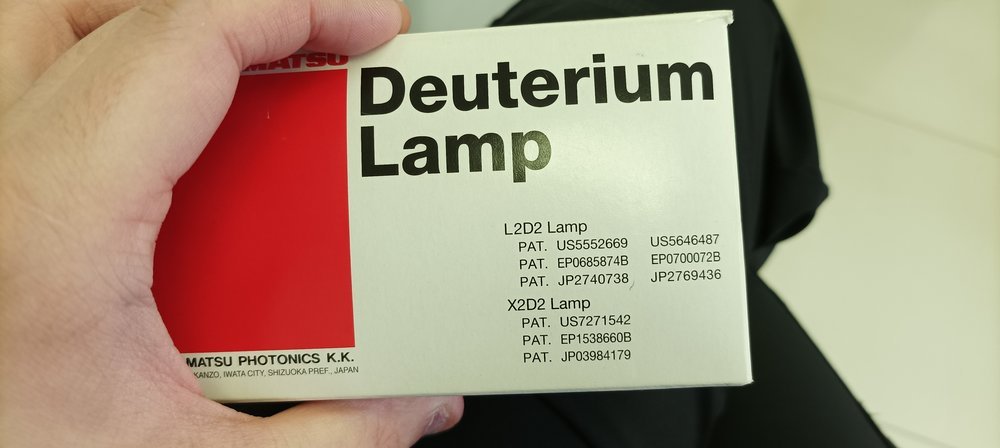 MATSU
Deuterium
Lamp
L2D2 Lamp
PAT. US5552669 US5646487
PAT. EP0685874B EP0700072B
PAT. JP2740738 JP2769436
X2D2 Lamp
PAT. US7271542
PAT. EP1538660B
PAT. JP03984179
MATSU PHOTONICS K.K.
KANZO, IWATA CITY, SHIZUOKA PREF., JAPAN